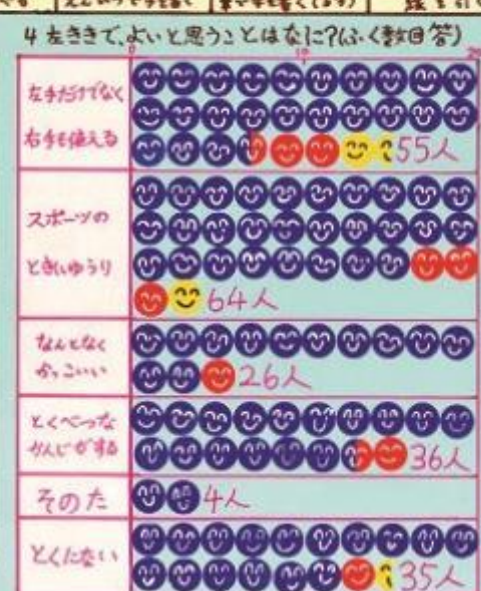 4 左ききで、よいと思うことはなに?(ふく数回答)
0 10 20
左手だけでなく
右手も使える
55人
スポーツの
ときゆうり
64人
なんとなく
かっこいい
26人
とくべつな
かんじがする
36人
そのた
4人
とくにない
35人